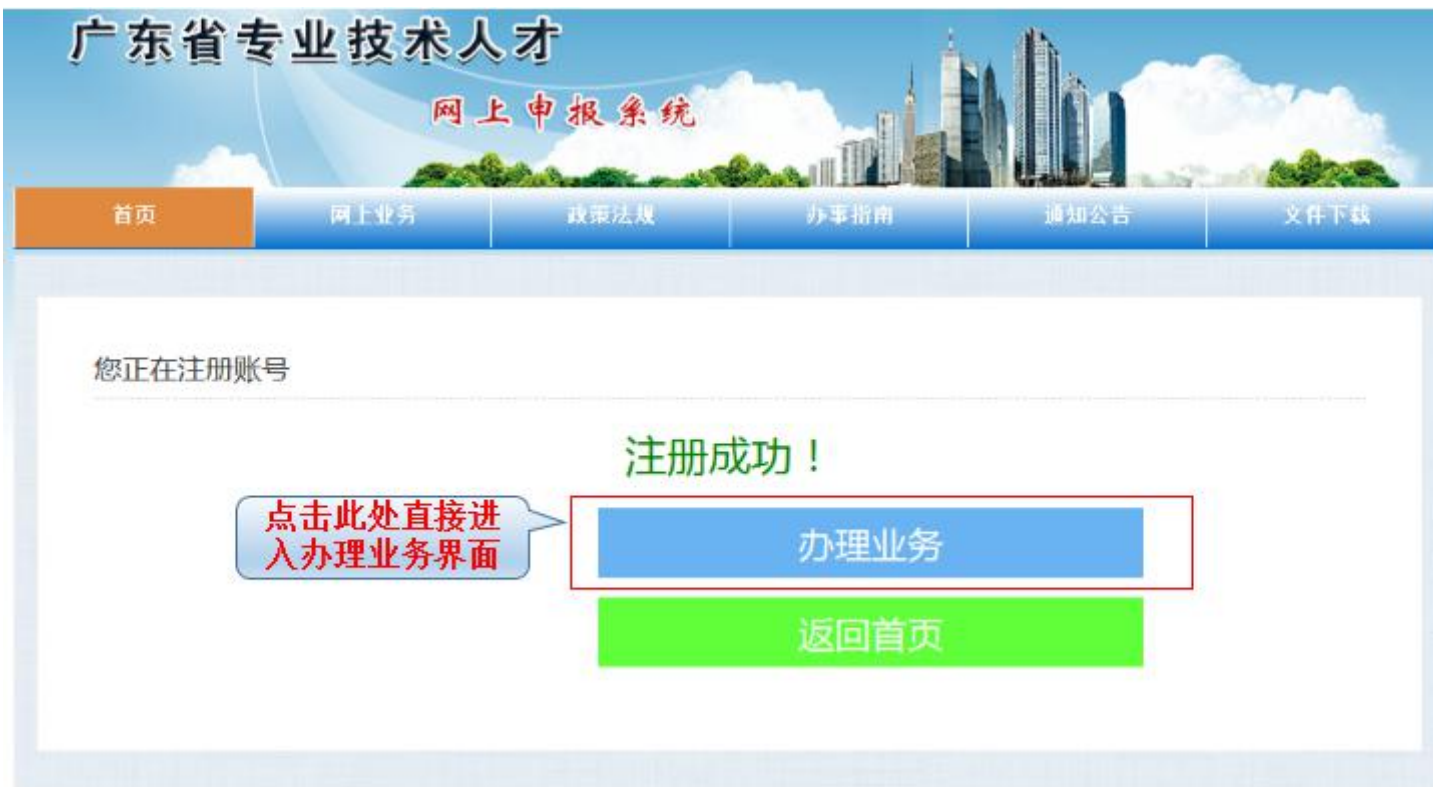 广东省专业技术人才
网上申报系统
首页 网上业务 政策法规 办事指南 通知公告 文件下载
您正在注册账号
注册成功！
点击此处直接进
入办理业务界面
办理业务
返回首页